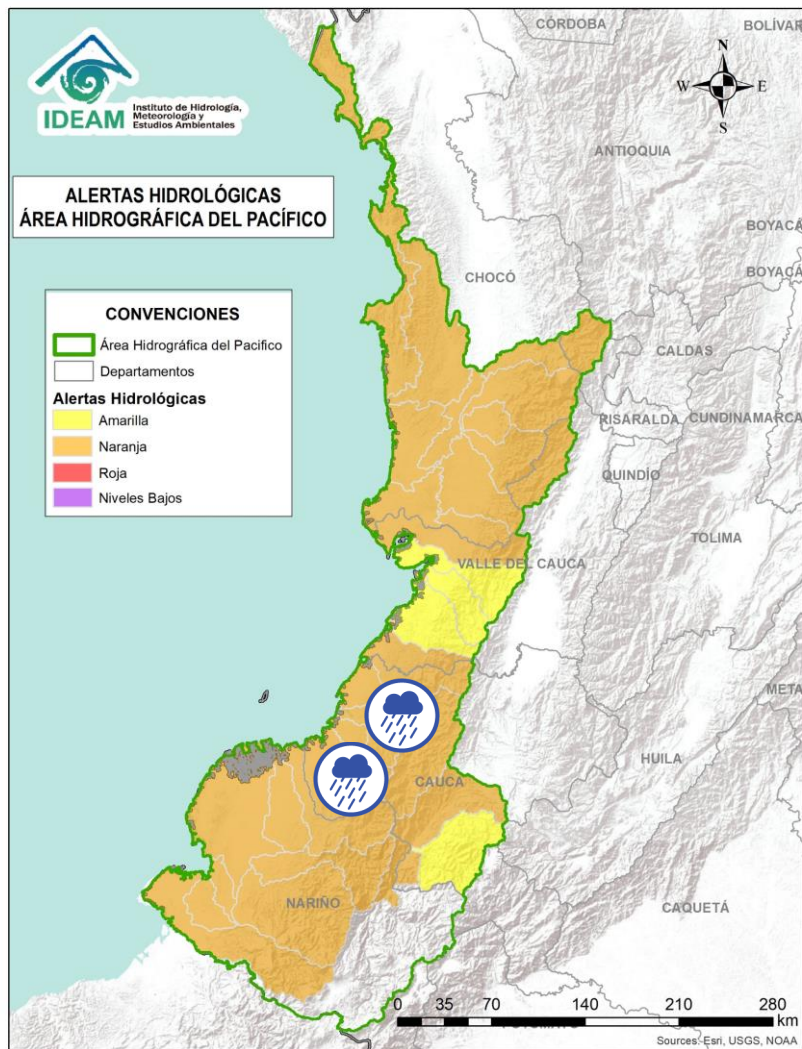 CÓRDOBA
BOLÍVAR
IDEAM
Instituto de Hidrología,
Meteorología y
Estudios Ambientales
N
W
E
S
ANTIOQUIA
ALERTAS HIDROLÓGICAS
ÁREA HIDROGRÁFICA DEL PACÍFICO
BOYACÁ
BOYACÁ
CHOCÓ
CONVENCIONES
Área Hidrográfica del Pacifico
Departamentos
Alertas Hidrológicas
Amarilla
Naranja
Roja
Niveles Bajos
CALDAS
RISARALDA
CUNDINAMARCA
QUINDÍO
TOLIMA
VALLE DEL CAUCA
META
HUILA
CAUCA
NARIÑO
CAQUETÁ
0 35 70 140 210 280
km
Sources: Esri, USGS, NOAA